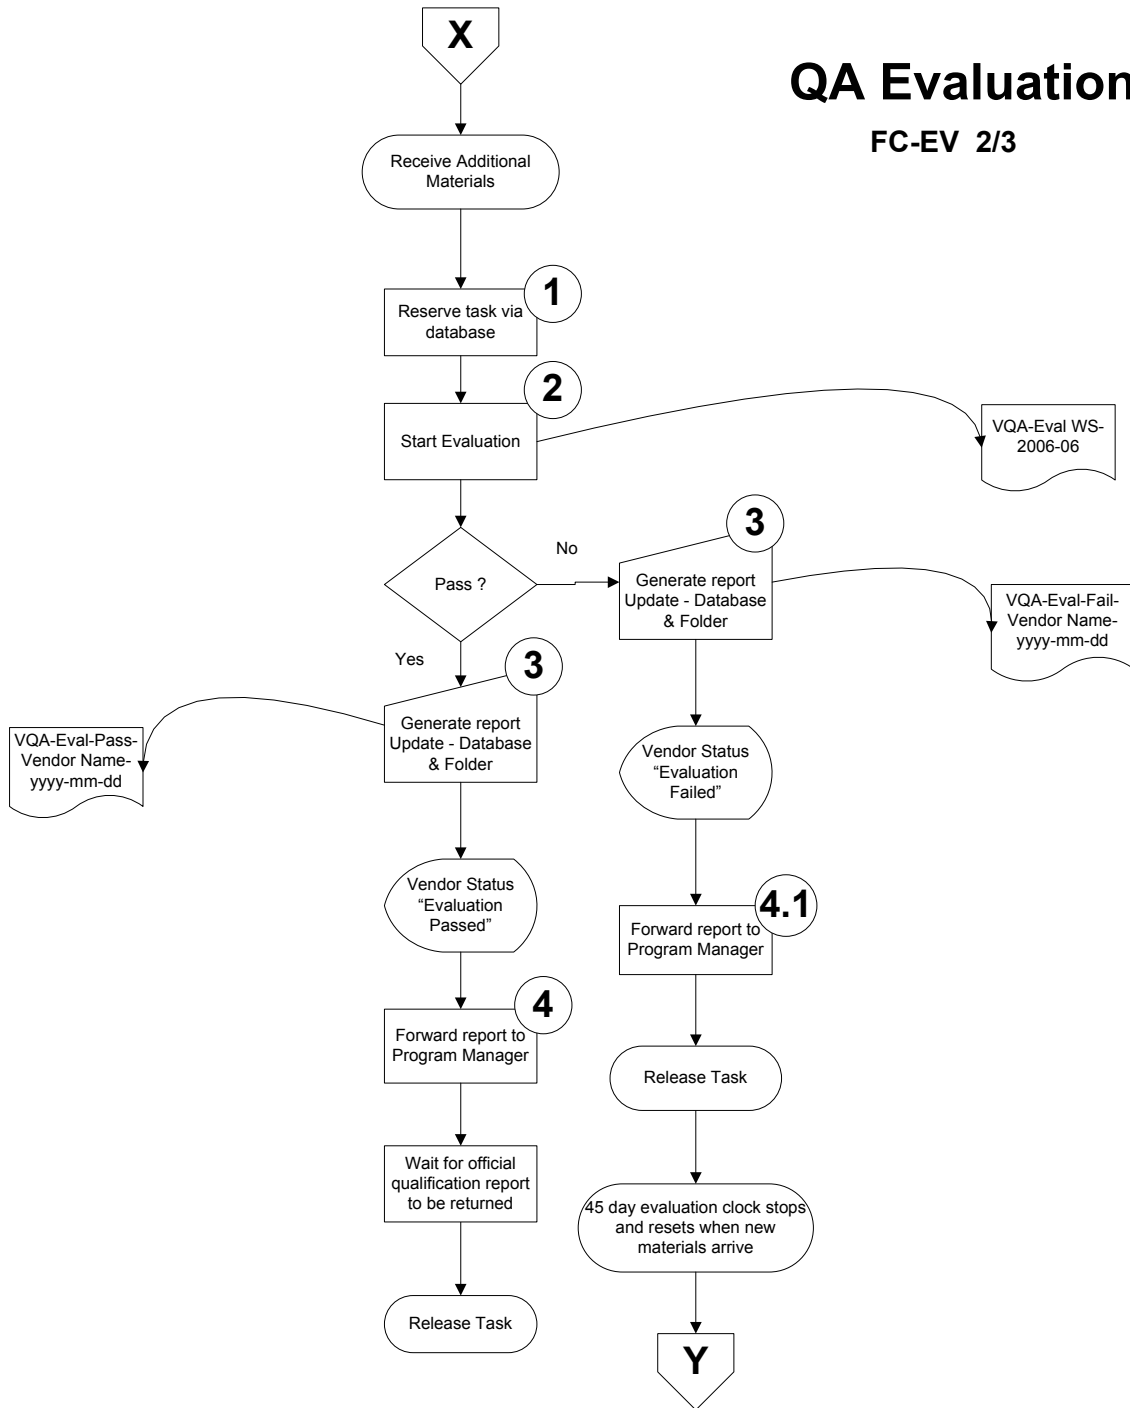 X
QA Evaluation
FC-EV 2/3
Receive Additional
Materials
1
Reserve task via
database
2
Start Evaluation
VQA-Eval WS-
2006-06
Pass ?
No
3
Generate report
Update - Database
& Folder
VQA-Eval-Fail-
Vendor Name-
yyyy-mm-dd
Yes
3
Generate report
Update - Database
& Folder
VQA-Eval-Pass-
Vendor Name-
yyyy-mm-dd
Vendor Status
“Evaluation
Failed”
Vendor Status
“Evaluation
Passed”
4.1
Forward report to
Program Manager
4
Forward report to
Program Manager
Release Task
Wait for official
qualification report
to be returned
45 day evaluation clock stops
and resets when new
materials arrive
Release Task
Y